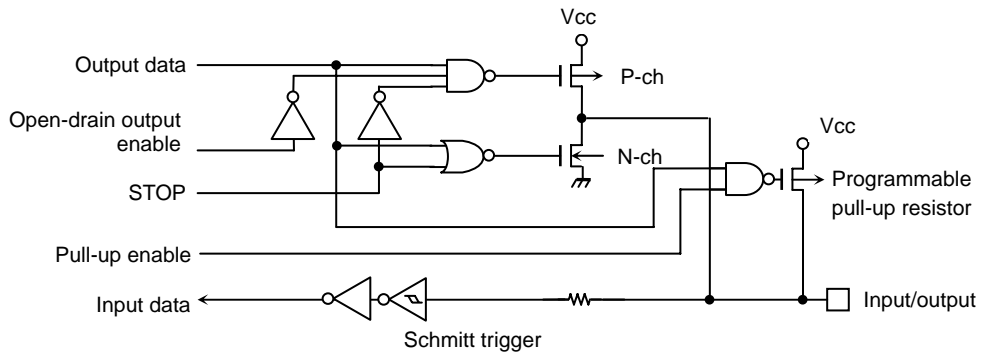 Vcc
Output data
P-ch
Open-drain output
enable
Vcc
N-ch
STOP
Programmable
pull-up resistor
Pull-up enable
Input data
Input/output
Schmitt trigger